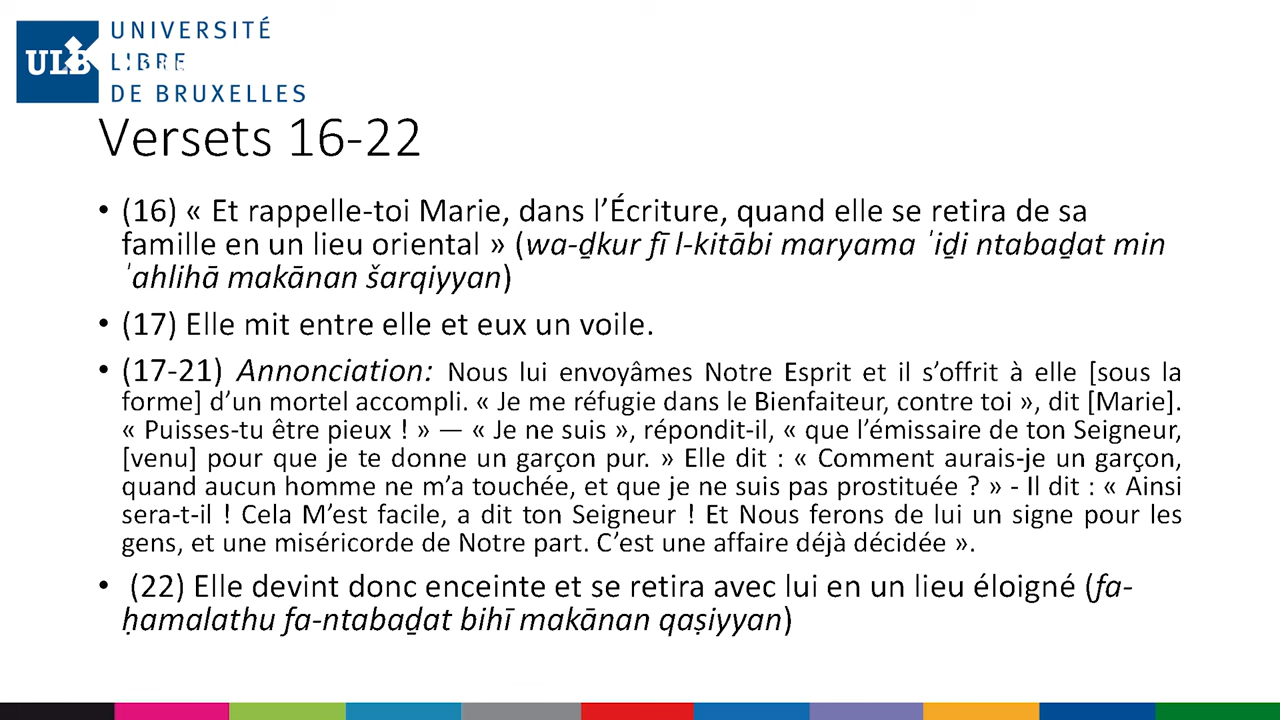 UNIVERSITÉ
ULB LIBRE
DE BRUXELLES
Versets 16-22
• (16) « Et rappelle-toi Marie, dans l’Écriture, quand elle se retira de sa
famille en un lieu oriental » (wa-ḏkur fī l-kitābi maryama ʾiḏi ntabaḏat min
ʾahlihā makānan šarqiyyan)
• (17) Elle mit entre elle et eux un voile.
• (17-21) Annonciation: Nous lui envoyâmes Notre Esprit et il s’offrit à elle [sous la
forme] d’un mortel accompli. « Je me réfugie dans le Bienfaiteur, contre toi », dit [Marie].
« Puisses-tu être pieux ! » — « Je ne suis », répondit-il, « que l’émissaire de ton Seigneur,
[venu] pour que je te donne un garçon pur. » Elle dit : « Comment aurais-je un garçon,
quand aucun homme ne m’a touchée, et que je ne suis pas prostituée ? » - Il dit : « Ainsi
sera-t-il ! Cela M’est facile, a dit ton Seigneur ! Et Nous ferons de lui un signe pour les
gens, et une miséricorde de Notre part. C’est une affaire déjà décidée ».
• (22) Elle devint donc enceinte et se retira avec lui en un lieu éloigné (fa-
ḥamalathu fa-ntabaḏat bihī makānan qaṣiyyan)